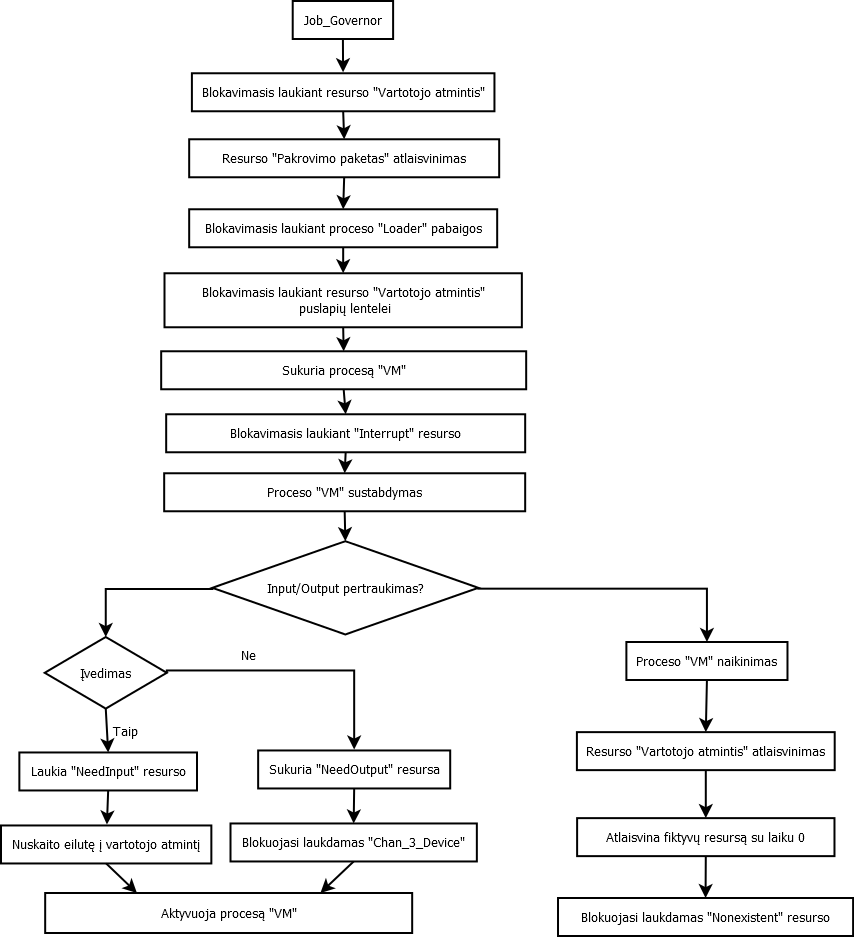 Job_Governor
Blokavimasis laukiant resurso "Vartotojo atmintis"
Resurso "Pakrovimo paketas" atlaisvinimas
Blokavimasis laukiant proceso "Loader" pabaigos
Blokavimasis laukiant resurso "Vartotojo atmintis"
puslapių lentelei
Sukuria procesą "VM"
Blokavimasis laukiant "Interrupt" resurso
Proceso "VM" sustabdymas
Input/Output pertraukimas?
Įvedimas
Ne
Taip
Laukia "NeedInput" resurso
Nuskaito eilutę į vartotojo atmintį
Sukuria "NeedOutput" resursa
Blokuojasi laukdamas "Chan_3_Device"
Aktyvuoja procesą "VM"
Proceso "VM" naikinimas
Resurso "Vartotojo atmintis" atlaisvinimas
Atlaisvina fiktyvų resursą su laiku 0
Blokuojasi laukdamas "Nonexistent" resurso